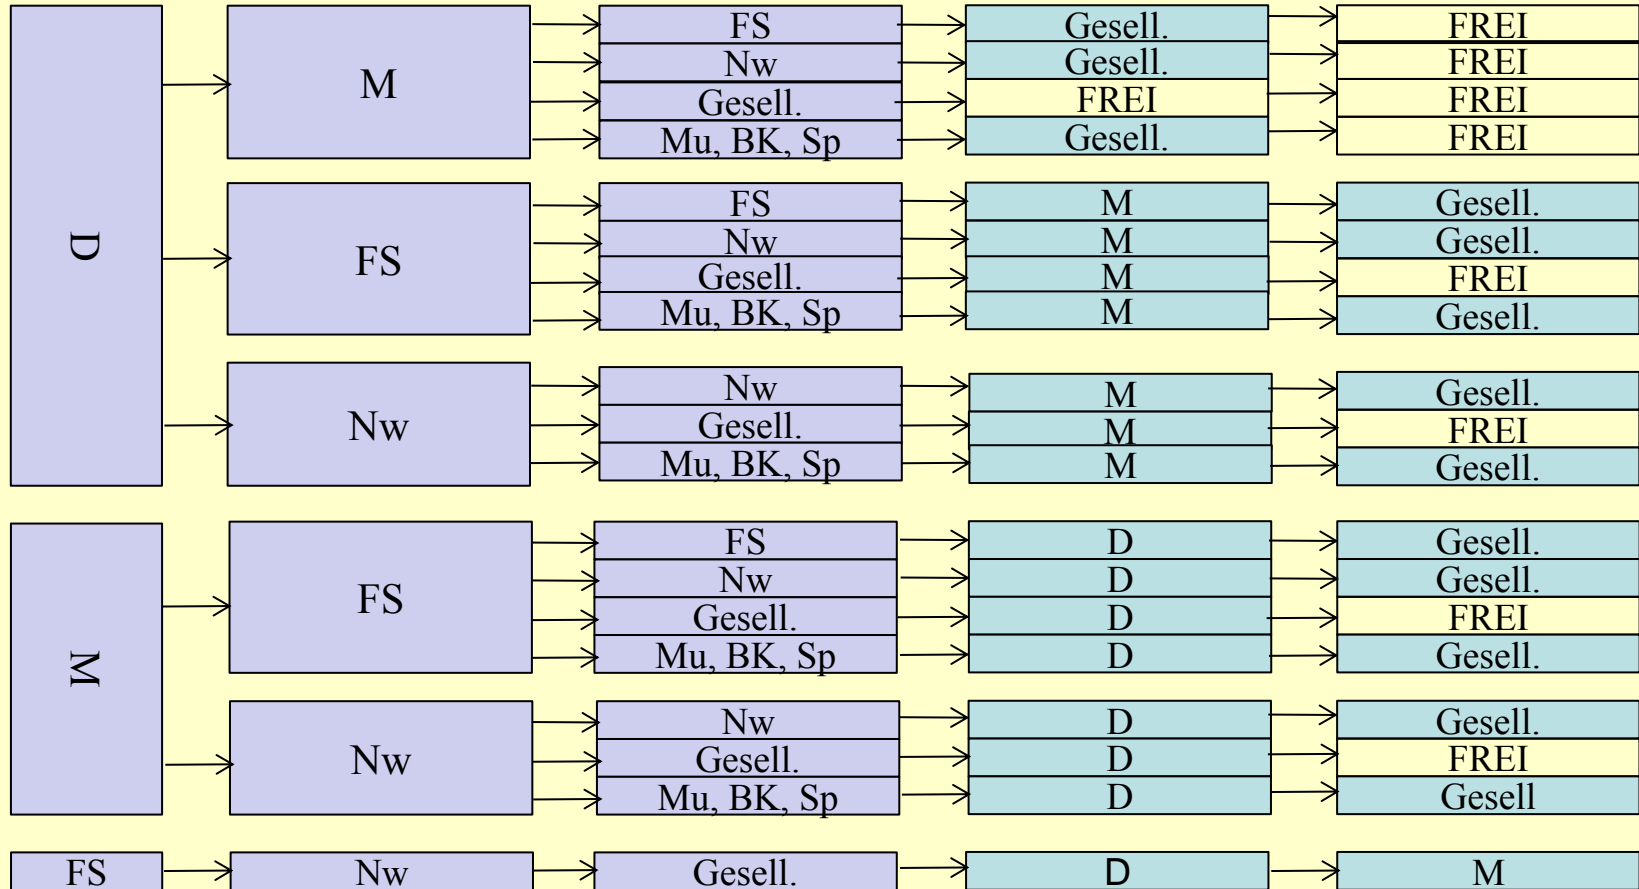 D
M
FS Gesell. FREI
Nw Gesell. FREI
Gesell. FREI FREI
Mu, BK, Sp Gesell. FREI
FS
FS M Gesell.
Nw M Gesell.
Gesell. M FREI
Mu, BK, Sp M Gesell.
Nw
Nw M Gesell.
Gesell. M FREI
Mu, BK, Sp M Gesell.
M
FS
FS D Gesell.
Nw D Gesell.
Gesell. D FREI
Mu, BK, Sp D Gesell.
Nw
Nw D Gesell.
Gesell. D FREI
Mu, BK, Sp D Gesell
FS Nw Gesell. D M